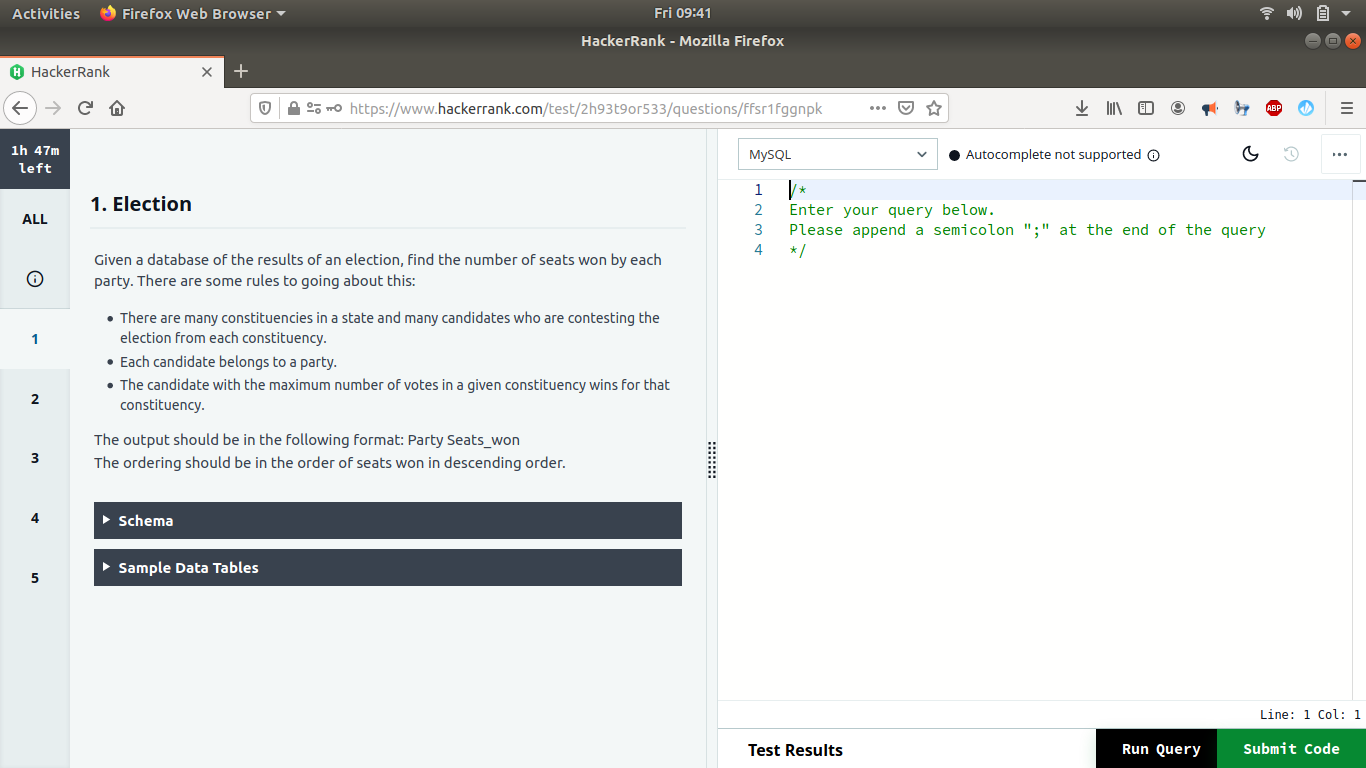 Activities Firefox Web Browser Fri 09:41
HackerRank - Mozilla Firefox
HackerRank
https://www.hackerrank.com/test/2h93t9or533/questions/ffsr1fggnpk
ABP
1h 47m
left
ALL
1
2
3
4
5
1. Election
Given a database of the results of an election, find the number of seats won by each
party. There are some rules to going about this:
• There are many constituencies in a state and many candidates who are contesting the
election from each constituency.
• Each candidate belongs to a party.
• The candidate with the maximum number of votes in a given constituency wins for that
constituency.
The output should be in the following format: Party Seats_won
The ordering should be in the order of seats won in descending order.
Schema
Sample Data Tables
MySQL
Autocomplete not supported
1 /*
2 Enter your query below.
3 Please append a semicolon ";" at the end of the query
4 */
Line: 1 Col: 1
Test Results
Run Query
Submit Code